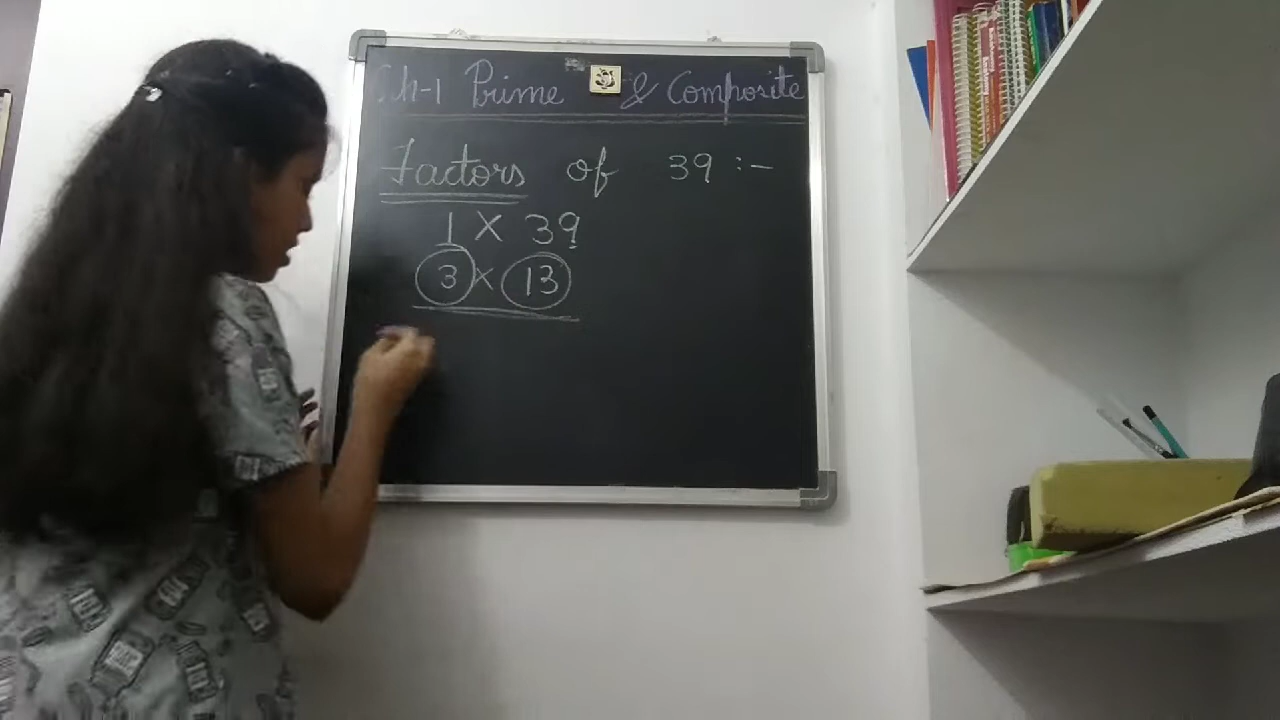 Ch-1 Prime & Composite
Factors of 39 :-
1 X 39
3 X 13